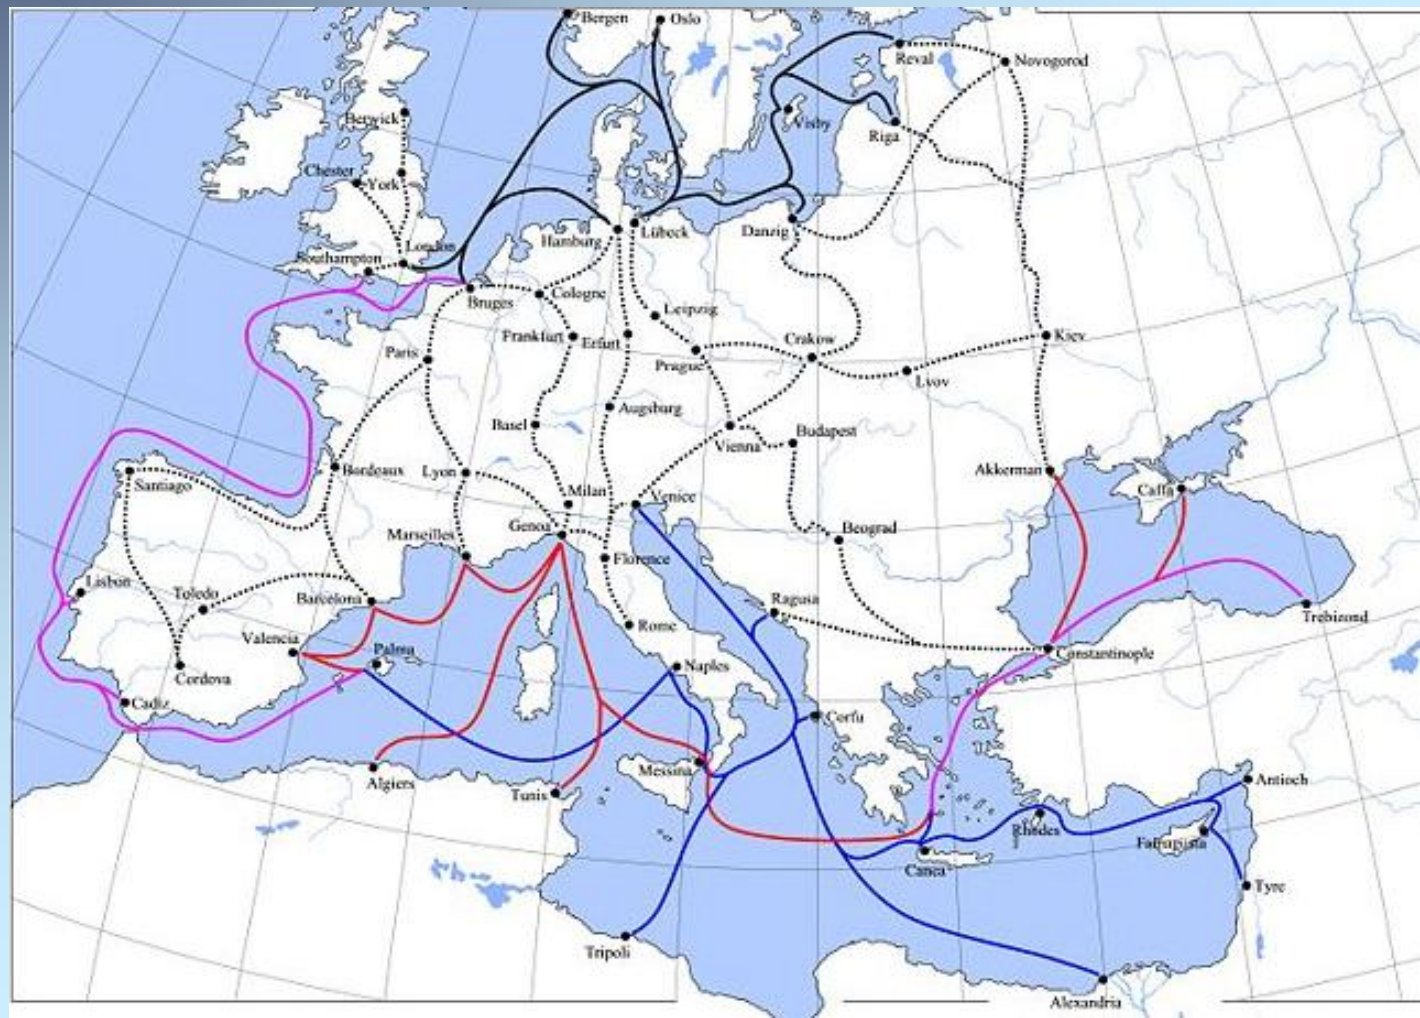 Bergen
Oslo
Reval
Novogorod
Berwick
Visby
Riga
Chester
York
London
Southampton
Hamburg
Lübeck
Danzig
Bruges
Cologne
Leipzig
Frankfurt
Erfurt
Crakow
Kiev
Paris
Prague
Lvov
Augsburg
Basel
Vienna
Budapest
Santiago
Bordeaux
Lyon
Akkerman
Milan
Venice
Caffa
Genoa
Marseilles
Beograd
Florence
Lisbon
Toledo
Barcelona
Ragusa
Trebizond
Rome
Valencia
Palma
Constantinople
Naples
Cordova
Cadiz
Corfu
Messina
Algiers
Tunis
Antioch
Rhodes
Famagusta
Canea
Tyre
Tripoli
Alexandria